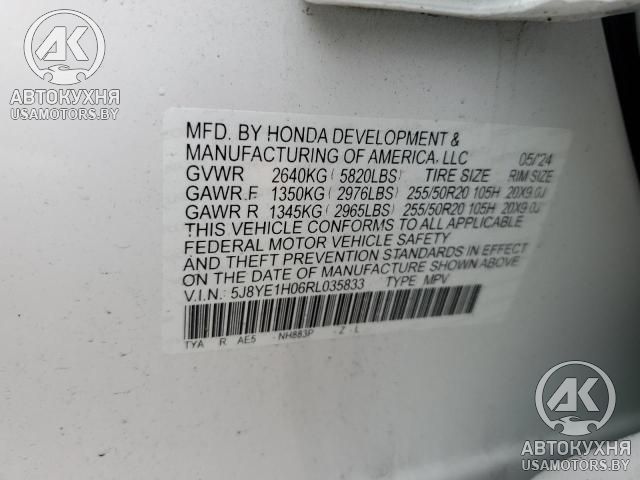 AK
АВТОКУХНЯ
USAMOTORS.BY
MFD. BY HONDA DEVELOPMENT &
MANUFACTURING OF AMERICA, LLC 05/'24
GVWR 2640KG (5820LBS) TIRE SIZE RIM SIZE
GAWR F 1350KG (2976LBS) 255/50R20 105H 20X9.0J
GAWR R 1345KG (2965LBS) 255/50R20 105H 20X9.0J
THIS VEHICLE CONFORMS TO ALL APPLICABLE
FEDERAL MOTOR VEHICLE SAFETY
AND THEFT PREVENTION STANDARDS IN EFFECT
ON THE DATE OF MANUFACTURE SHOWN ABOVE
V.I.N.: 5J8YE1H06RL035833 TYPE MPV
TYA R AE5 - NH883P - Z - L
AK
АВТОКУХНЯ
USAMOTORS.BY